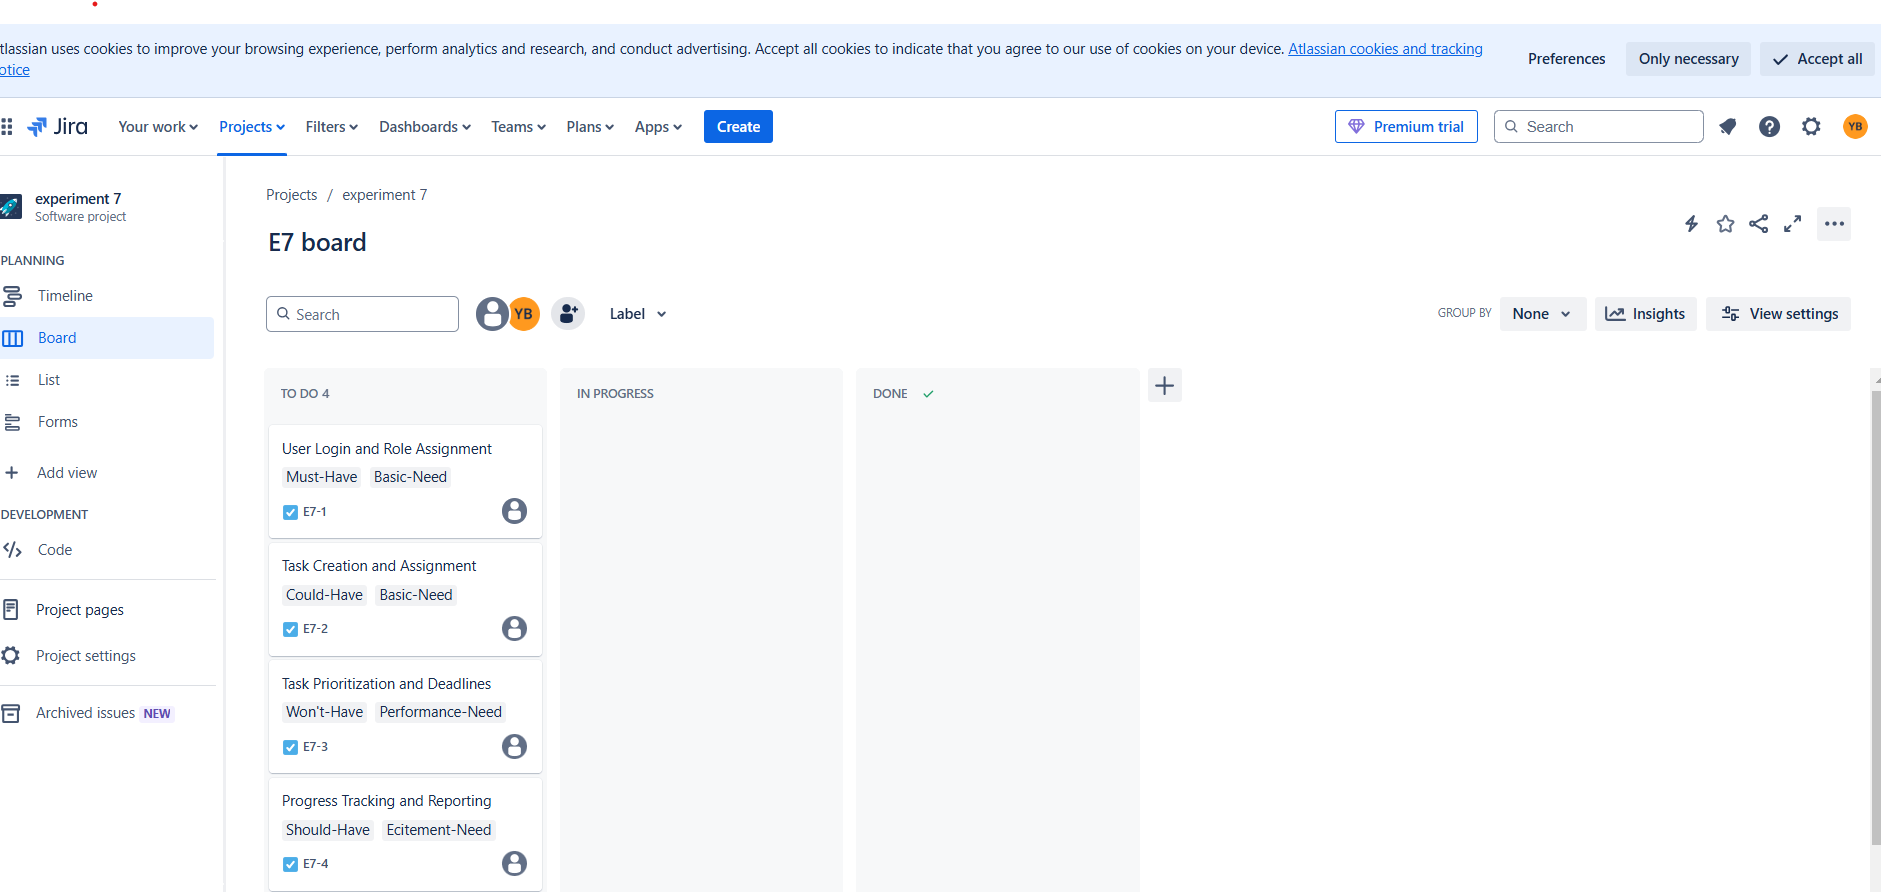 tlassian uses cookies to improve your browsing experience, perform analytics and research, and conduct advertising. Accept all cookies to indicate that you agree to our use of cookies on your device. Atlassian cookies and tracking
otice
Preferences
Only necessary
Accept all
Jira
Your work
Projects
Filters
Dashboards
Teams
Plans
Apps
Create
Premium trial
Search
YB
experiment 7
Software project
PLANNING
Timeline
Board
List
Forms
Add view
DEVELOPMENT
Code
Project pages
Project settings
Archived issues NEW
Projects / experiment 7
E7 board
Search
YB
Label
GROUP BY
None
Insights
View settings
TO DO 4
IN PROGRESS
DONE
User Login and Role Assignment
Must-Have Basic-Need
E7-1
Task Creation and Assignment
Could-Have Basic-Need
E7-2
Task Prioritization and Deadlines
Won't-Have Performance-Need
E7-3
Progress Tracking and Reporting
Should-Have Ecitement-Need
E7-4